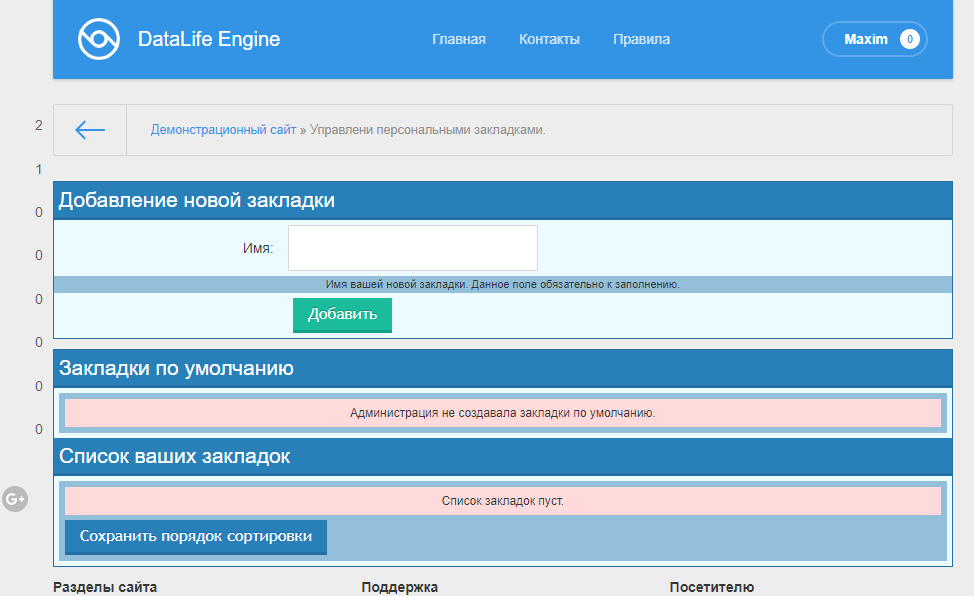 DataLife Engine
Главная Контакты Правила
Maxim 0
2
Демонстрационный сайт » Управлени персональными закладками.
1
Добавление новой закладки
0
Имя:
0
Имя вашей новой закладки. Данное поле обязательно к заполнению.
0
Добавить
0
Закладки по умолчанию
0
Администрация не создавала закладки по умолчанию.
0
Список ваших закладок
G+
Список закладок пуст.
Сохранить порядок сортировки
Разделы сайта Поддержка Посетителю